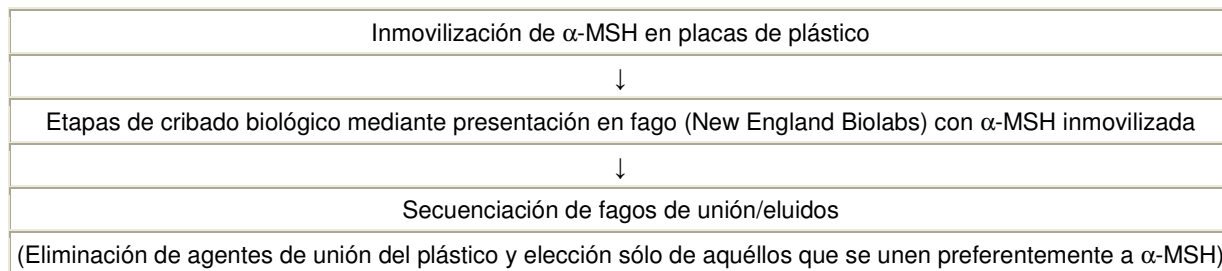 Inmovilización de α-MSH en placas de plástico
↓
Etapas de cribado biológico mediante presentación en fago (New England Biolabs) con α-MSH inmovilizada
↓
Secuenciación de fagos de unión/eluidos
(Eliminación de agentes de unión del plástico y elección sólo de aquéllos que se unen preferentemente a α-MSH)